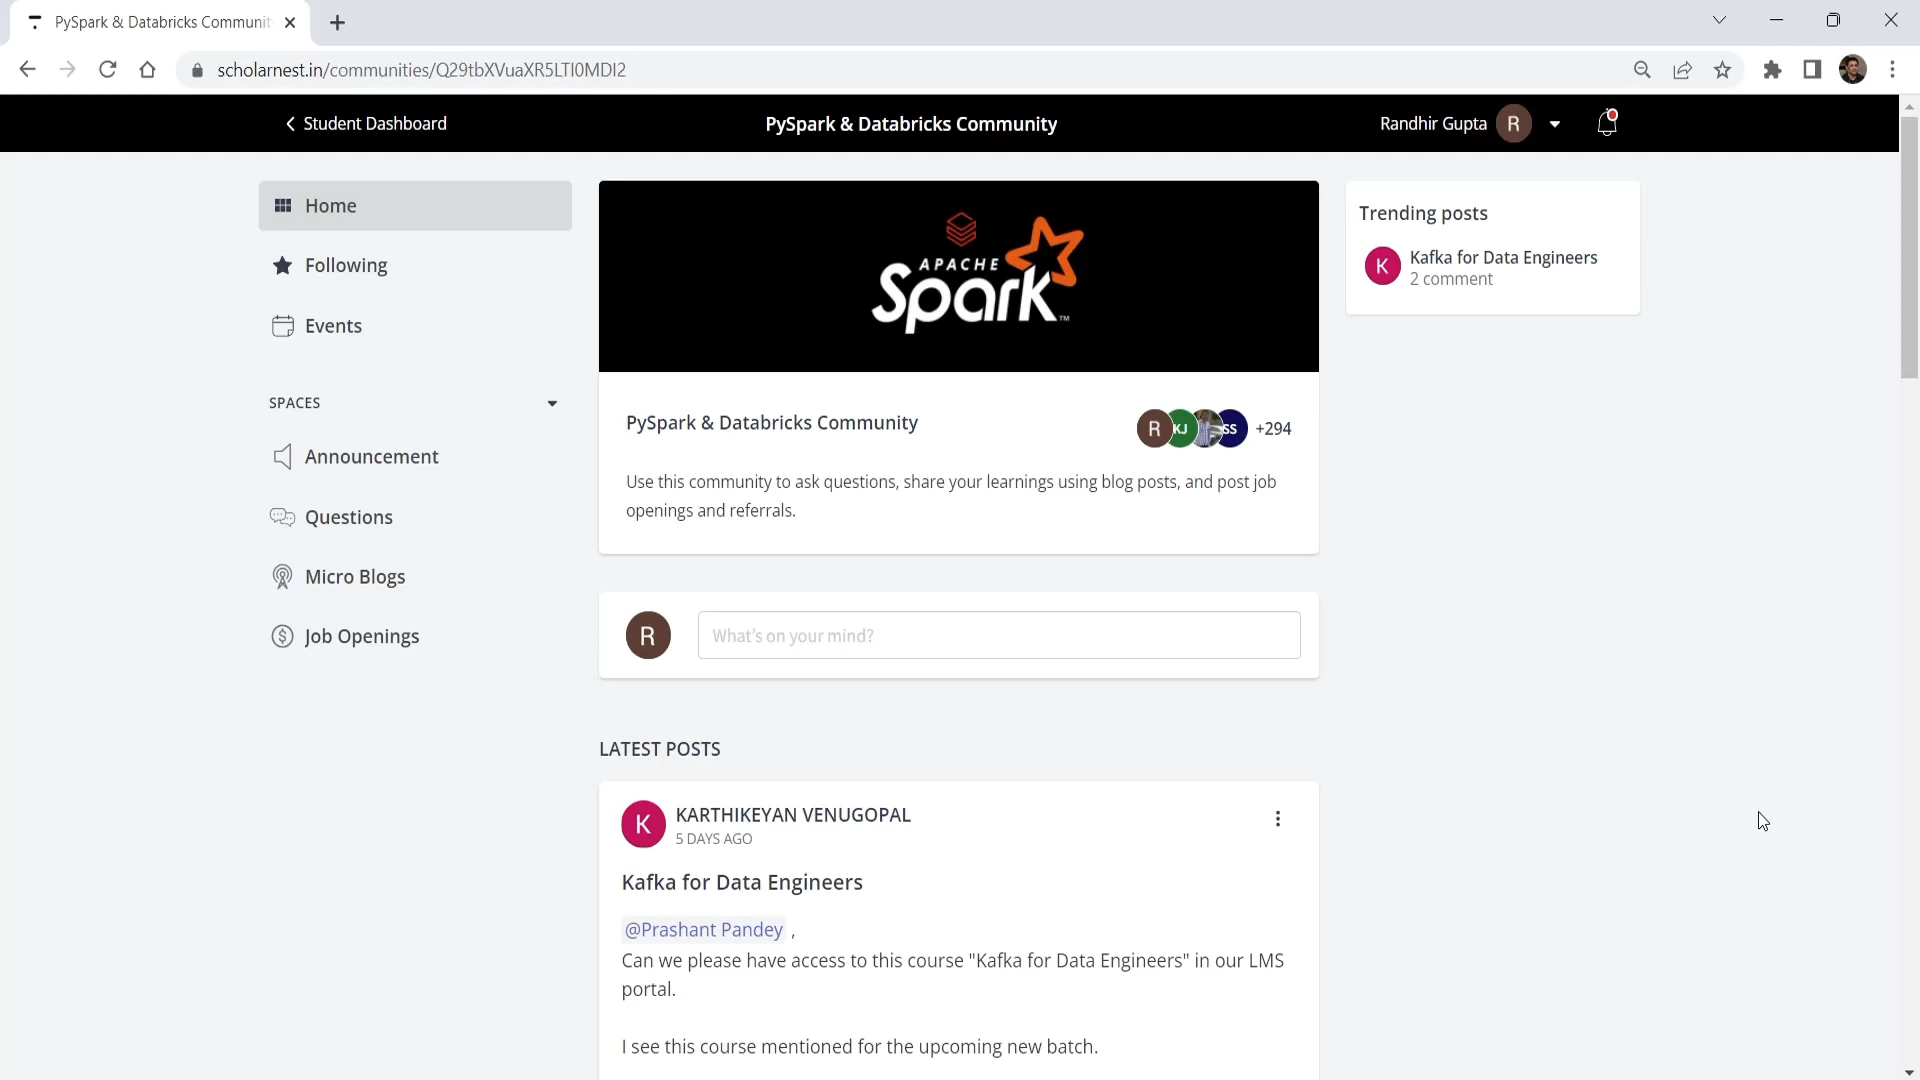 PySpark & Databricks Communit
scholarnest.in/communities/Q29tbXVuaXR5LTI0MDI2
Student Dashboard
PySpark & Databricks Community
Randhir Gupta
R
Home
Following
Events
SPACES
Announcement
Questions
Micro Blogs
Job Openings
APACHE
Spark
TM
PySpark & Databricks Community
R
KJ
SS
+294
Use this community to ask questions, share your learnings using blog posts, and post job
openings and referrals.
R
What's on your mind?
LATEST POSTS
K
KARTHIKEYAN VENUGOPAL
5 DAYS AGO
Kafka for Data Engineers
@Prashant Pandey ,
Can we please have access to this course "Kafka for Data Engineers" in our LMS
portal.
I see this course mentioned for the upcoming new batch.
Trending posts
K
Kafka for Data Engineers
2 comment